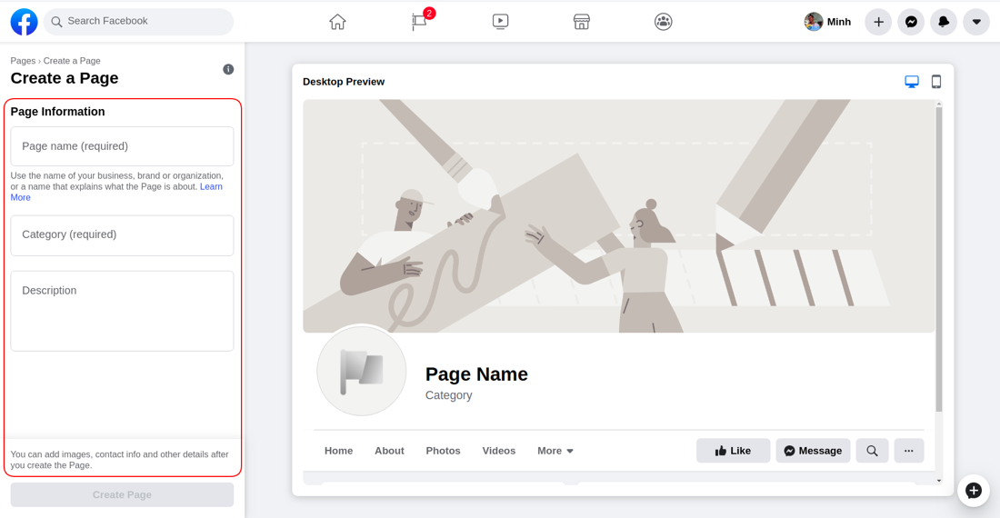 Search Facebook
2
Minh
Pages › Create a Page
Create a Page
Page Information
Page name (required)
Use the name of your business, brand or organization,
or a name that explains what the Page is about. Learn
More
Category (required)
Description
You can add images, contact info and other details after
you create the Page.
Create Page
Desktop Preview
Page Name
Category
Home About Photos Videos More
Like Message